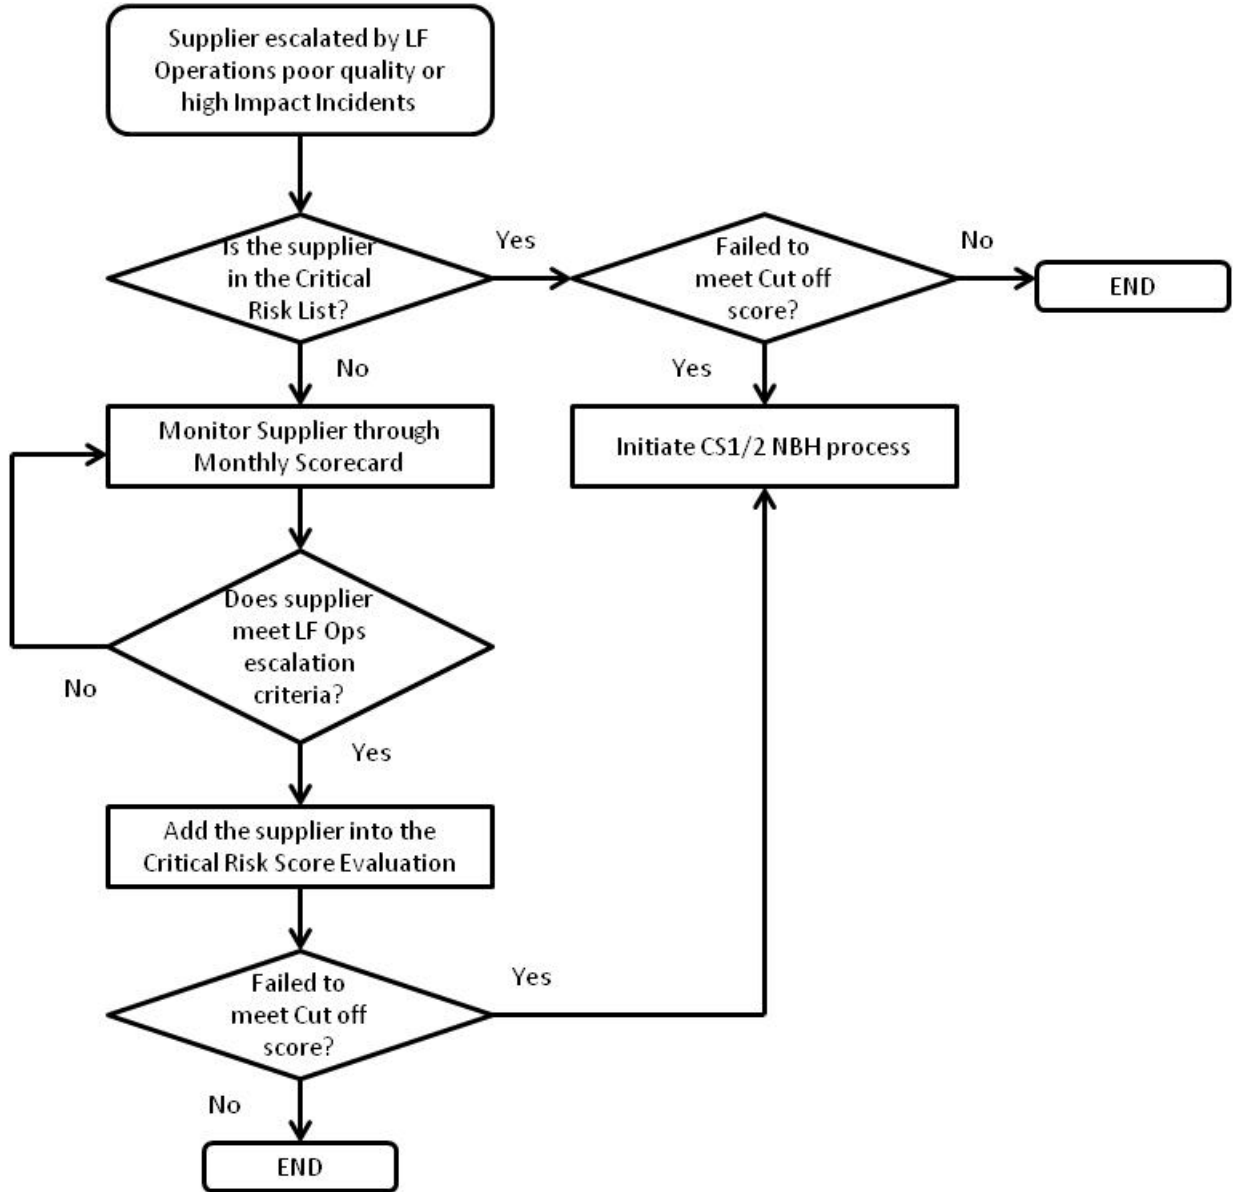 Supplier escalated by LF
Operations poor quality or
high Impact Incidents
Is the supplier
in the Critical
Risk List?
Yes
Failed to
meet Cut off
score?
No
END
No
Yes
Monitor Supplier through
Monthly Scorecard
Initiate CS1/2 NBH process
Does supplier
meet LF Ops
escalation
criteria?
No
Yes
Add the supplier into the
Critical Risk Score Evaluation
Failed to
meet Cut off
score?
Yes
No
END